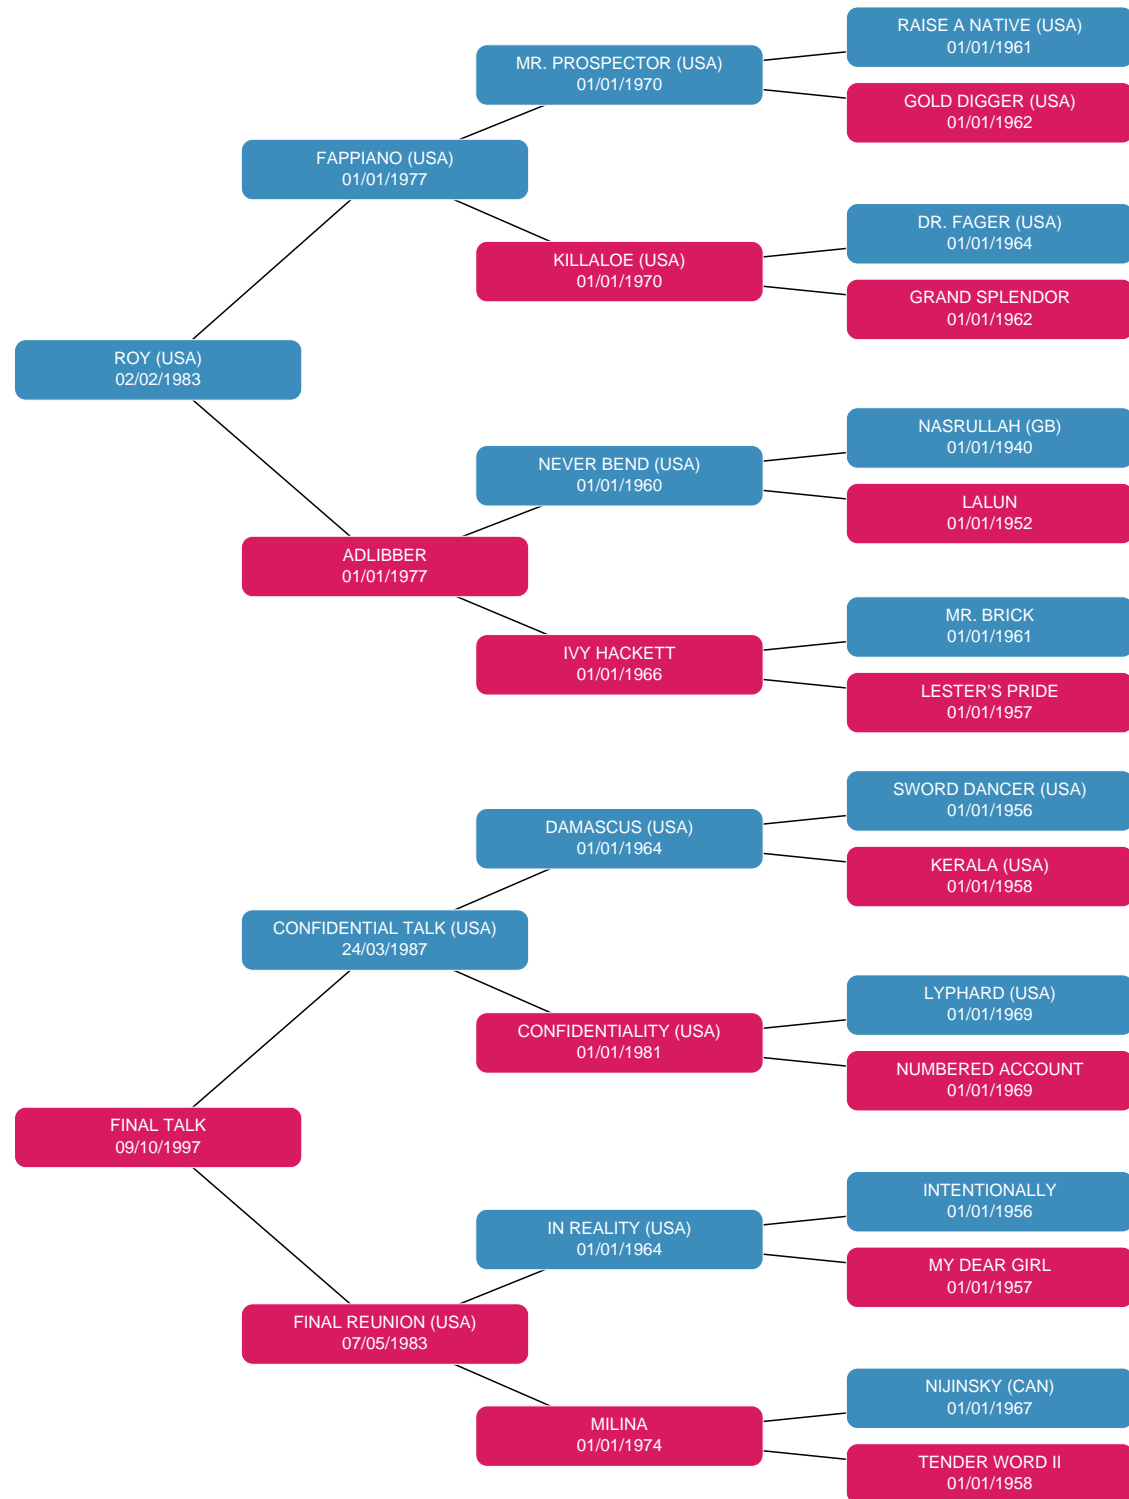 RAISE A NATIVE (USA)
01/01/1961
MR. PROSPECTOR (USA)
01/01/1970
GOLD DIGGER (USA)
01/01/1962
FAPPIANO (USA)
01/01/1977
DR. FAGER (USA)
01/01/1964
KILLALOE (USA)
01/01/1970
GRAND SPLENDOR
01/01/1962
ROY (USA)
02/02/1983
NASRULLAH (GB)
01/01/1940
NEVER BEND (USA)
01/01/1960
LALUN
01/01/1952
ADLIBBER
01/01/1977
MR. BRICK
01/01/1961
IVY HACKETT
01/01/1966
LESTER'S PRIDE
01/01/1957
SWORD DANCER (USA)
01/01/1956
DAMASCUS (USA)
01/01/1964
KERALA (USA)
01/01/1958
CONFIDENTIAL TALK (USA)
24/03/1987
LYPHARD (USA)
01/01/1969
CONFIDENTIALITY (USA)
01/01/1981
NUMBERED ACCOUNT
01/01/1969
FINAL TALK
09/10/1997
INTENTIONALLY
01/01/1956
IN REALITY (USA)
01/01/1964
MY DEAR GIRL
01/01/1957
FINAL REUNION (USA)
07/05/1983
NIJINSKY (CAN)
01/01/1967
MILINA
01/01/1974
TENDER WORD II
01/01/1958